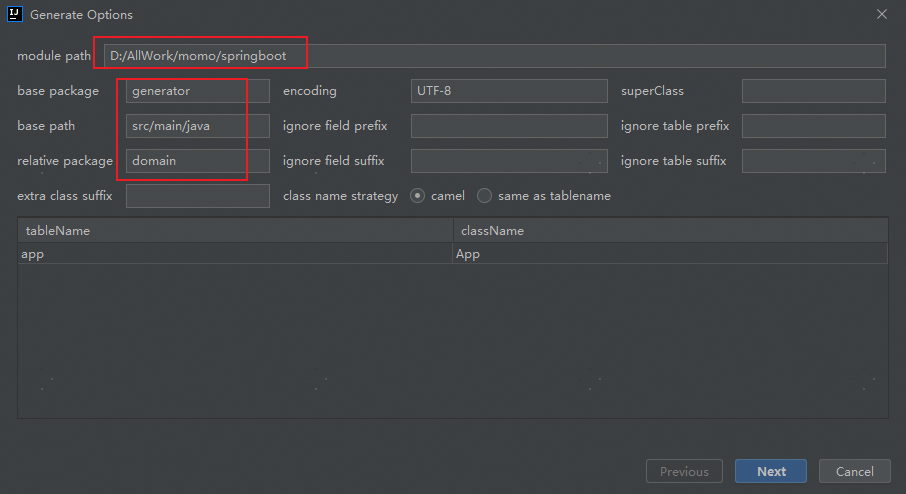 IJ Generate Options
module path D:/AllWork/momo/springboot
base package generator encoding UTF-8 superClass
base path src/main/java ignore field prefix ignore table prefix
relative package domain ignore field suffix ignore table suffix
extra class suffix class name strategy camel same as tablename
tableName className
app App
Previous Next Cancel